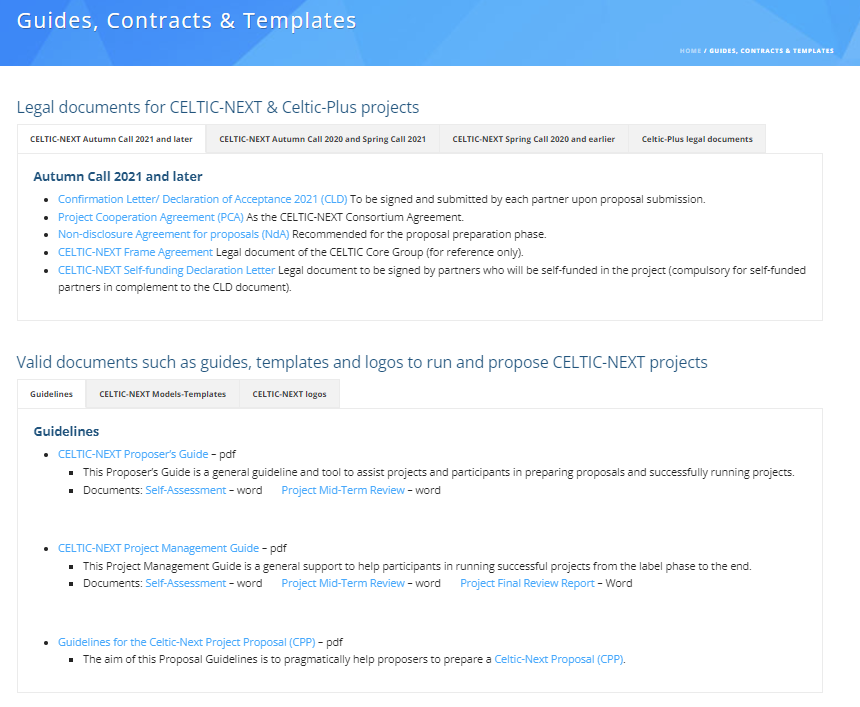 Guides, Contracts & Templates
HOME / GUIDES, CONTRACTS & TEMPLATES
Legal documents for CELTIC-NEXT & Celtic-Plus projects
CELTIC-NEXT Autumn Call 2021 and later CELTIC-NEXT Autumn Call 2020 and Spring Call 2021 CELTIC-NEXT Spring Call 2020 and earlier Celtic-Plus legal documents
Autumn Call 2021 and later
Confirmation Letter/ Declaration of Acceptance 2021 (CLD) To be signed and submitted by each partner upon proposal submission.
Project Cooperation Agreement (PCA) As the CELTIC-NEXT Consortium Agreement.
Non-disclosure Agreement for proposals (NdA) Recommended for the proposal preparation phase.
CELTIC-NEXT Frame Agreement Legal document of the CELTIC Core Group (for reference only).
CELTIC-NEXT Self-funding Declaration Letter Legal document to be signed by partners who will be self-funded in the project (compulsory for self-funded
partners in complement to the CLD document).
Valid documents such as guides, templates and logos to run and propose CELTIC-NEXT projects
Guidelines CELTIC-NEXT Models-Templates CELTIC-NEXT logos
Guidelines
CELTIC-NEXT Proposer's Guide – pdf
This Proposer's Guide is a general guideline and tool to assist projects and participants in preparing proposals and successfully running projects.
Documents: Self-Assessment – word Project Mid-Term Review – word
CELTIC-NEXT Project Management Guide – pdf
This Project Management Guide is a general support to help participants in running successful projects from the label phase to the end.
Documents: Self-Assessment – word Project Mid-Term Review – word Project Final Review Report – Word
Guidelines for the Celtic-Next Project Proposal (CPP) – pdf
The aim of this Proposal Guidelines is to pragmatically help proposers to prepare a Celtic-Next Proposal (CPP).